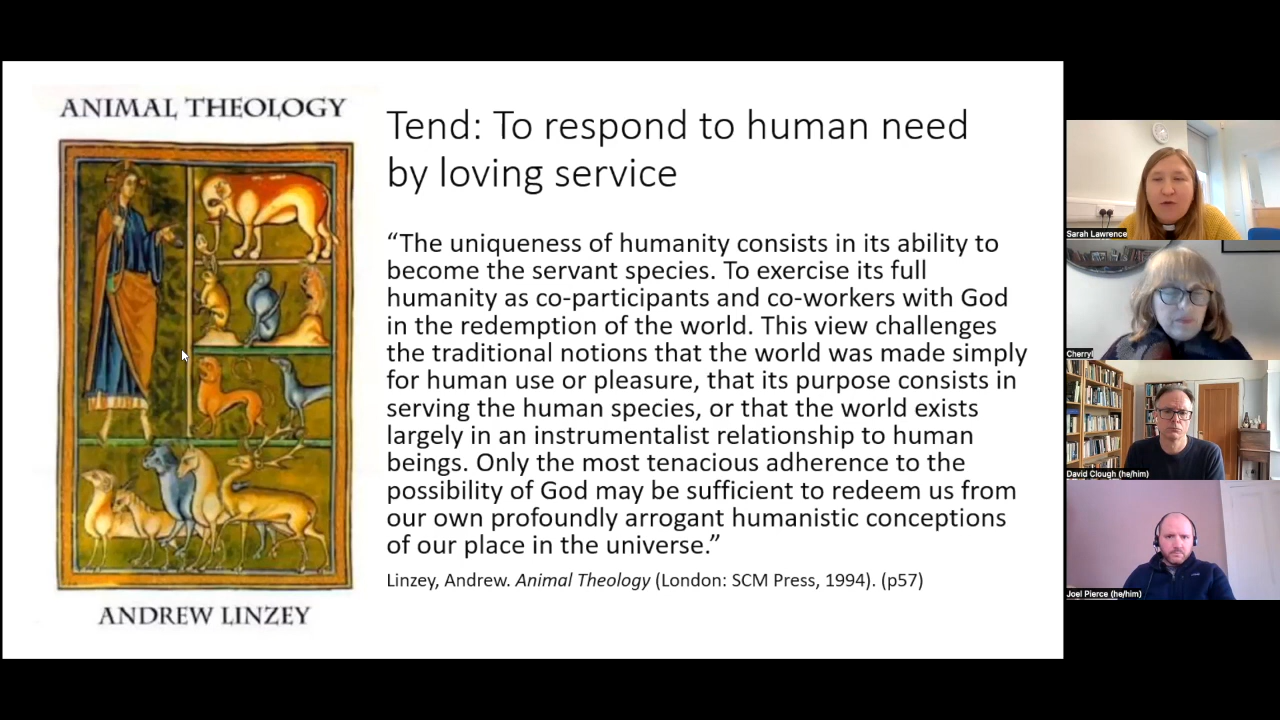 ANIMAL THEOLOGY
ANDREW LINZEY
Tend: To respond to human need
by loving service
“The uniqueness of humanity consists in its ability to
become the servant species. To exercise its full
humanity as co-participants and co-workers with God
in the redemption of the world. This view challenges
the traditional notions that the world was made simply
for human use or pleasure, that its purpose consists in
serving the human species, or that the world exists
largely in an instrumentalist relationship to human
beings. Only the most tenacious adherence to the
possibility of God may be sufficient to redeem us from
our own profoundly arrogant humanistic conceptions
of our place in the universe.”
Linzey, Andrew. Animal Theology (London: SCM Press, 1994). (p57)
Sarah Lawrence
Cheryl
David Clough (he/him)
Joel Pierce (he/him)